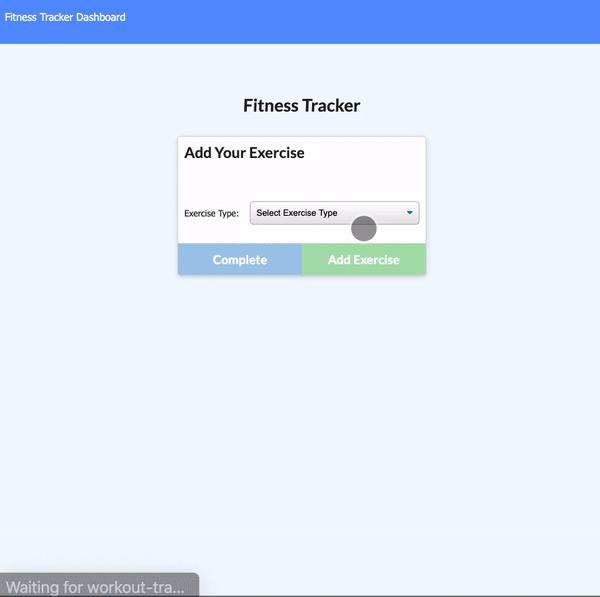 Fitness Tracker Dashboard
Fitness Tracker
Add Your Exercise
Exercise Type: Select Exercise Type
Complete Add Exercise
Waiting for workout-tra...